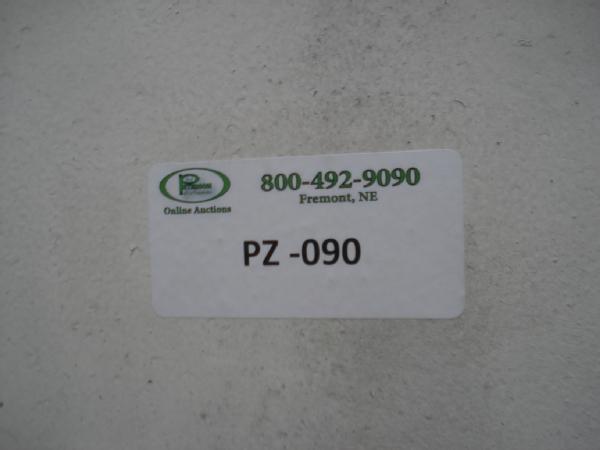 800-492-9090
Fremont, NE
Online Auctions
PZ -090